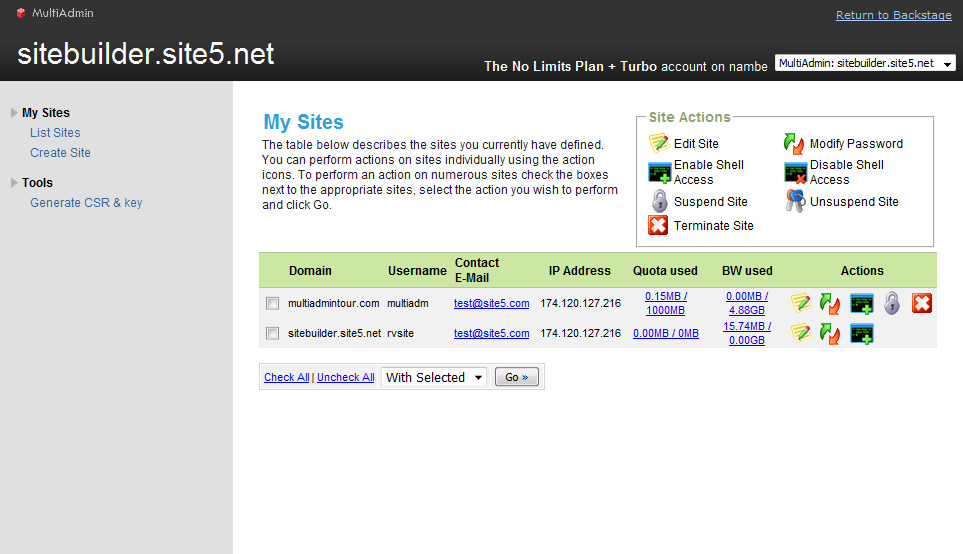 MultiAdmin
Return to Backstage
sitebuilder.site5.net
The No Limits Plan + Turbo account on nambe
MultiAdmin: sitebuilder.site5.net
My Sites
List Sites
Create Site
Tools
Generate CSR & key
My Sites
The table below describes the sites you currently have defined.
You can perform actions on sites individually using the action
icons. To perform an action on numerous sites check the boxes
next to the appropriate sites, select the action you wish to perform
and click Go.
Site Actions
Edit Site Modify Password
Enable Shell Disable Shell
Access Access
Suspend Site Unsuspend Site
Terminate Site
Domain Username Contact E-Mail IP Address Quota used BW used Actions
multiadmintour.com multiadm test@site5.com 174.120.127.216 0.15MB / 1000MB 0.00MB / 4.88GB
sitebuilder.site5.net rvsite test@site5.com 174.120.127.216 0.00MB / 0MB 15.74MB / 0.00GB
Check All | Uncheck All With Selected Go »